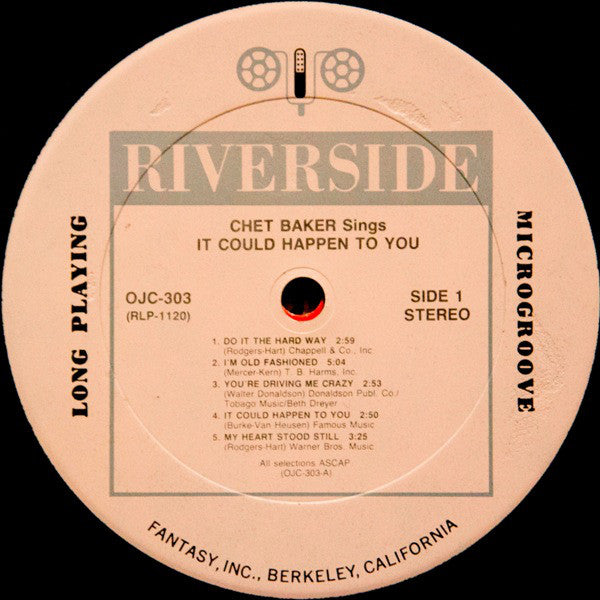 RIVERSIDE
CHET BAKER Sings
IT COULD HAPPEN TO YOU
LONG PLAYING
MICROGROOVE
OJC-303
(RLP-1120)
SIDE 1
STEREO
1. DO IT THE HARD WAY 2:59
(Rodgers-Hart) Chappell & Co., Inc
2. I'M OLD FASHIONED 5:04
(Mercer-Kern) T. B. Harms, Inc.
3. YOU'RE DRIVING ME CRAZY 2:53
(Walter Donaldson) Donaldson Publ. Co./
Tobago Music/Beth Dreyer
4. IT COULD HAPPEN TO YOU 2:50
(Burke-Van Heusen) Famous Music
5. MY HEART STOOD STILL 3:25
(Rodgers-Hart) Warner Bros. Music
All selections ASCAP
(OJC-303-A)
FANTASY, INC., BERKELEY, CALIFORNIA